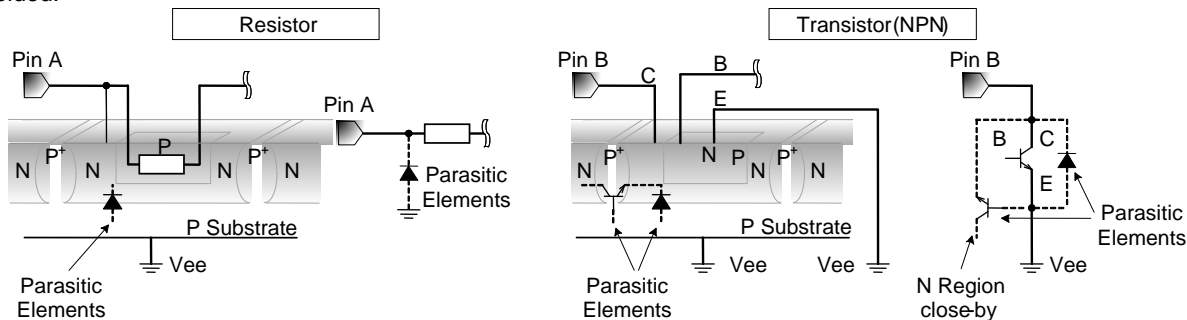 Resistor
Transistor(NPN)
Pin A
Pin B
C
B
E
Pin B
Pin A
P
N
P+
N
P+
N
N
P+
N
N
P
P+
N
B
C
E
Parasitic
Elements
Parasitic
Elements
P Substrate
P Substrate
Vee
Vee
Vee
Vee
Parasitic
Elements
Parasitic
Elements
N Region
close-by